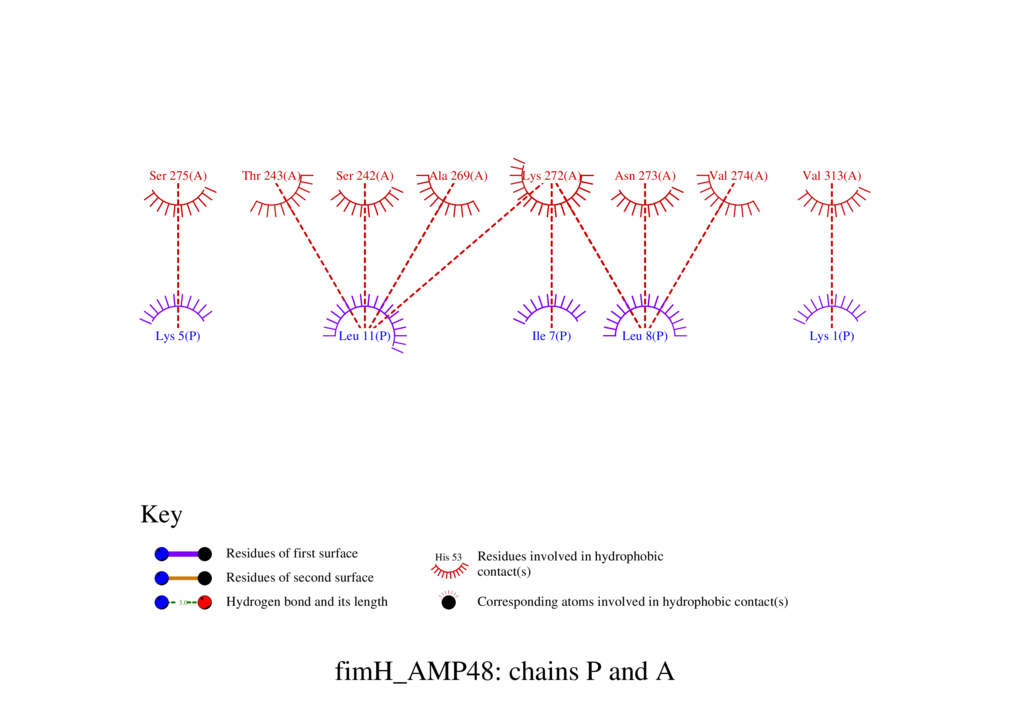 Ser 275(A) Thr 243(A) Ser 242(A) Ala 269(A) Lys 272(A) Asn 273(A) Val 274(A) Val 313(A)
Lys 5(P) Leu 11(P) Ile 7(P) Leu 8(P) Lys 1(P)
Key
Residues of first surface
Residues of second surface
3.0 Hydrogen bond and its length
His 53 Residues involved in hydrophobic
contact(s)
Corresponding atoms involved in hydrophobic contact(s)
fimH_AMP48: chains P and A